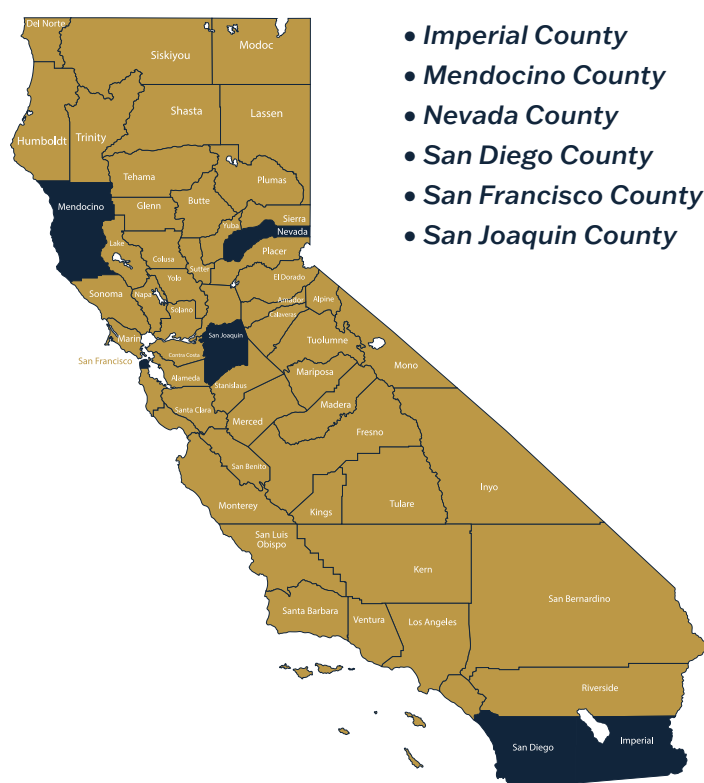 • Imperial County
• Mendocino County
• Nevada County
• San Diego County
• San Francisco County
• San Joaquin County
Del Norte
Siskiyou
Modoc
Humboldt
Trinity
Shasta
Lassen
Tehama
Plumas
Mendocino
Glenn
Butte
Sierra
Yuba
Nevada
Lake
Colusa
Placer
Sutter
Yolo
El Dorado
Sonoma
Napa
Amador
Alpine
Solano
Calaveras
Marin
San Joaquin
Tuolumne
San Francisco
Contra Costa
Mono
Alameda
Mariposa
Stanislaus
Santa Clara
Madera
Merced
Fresno
San Benito
Inyo
Monterey
Kings
Tulare
San Luis
Obispo
Kern
San Bernardino
Santa Barbara
Ventura
Los Angeles
Riverside
San Diego
Imperial